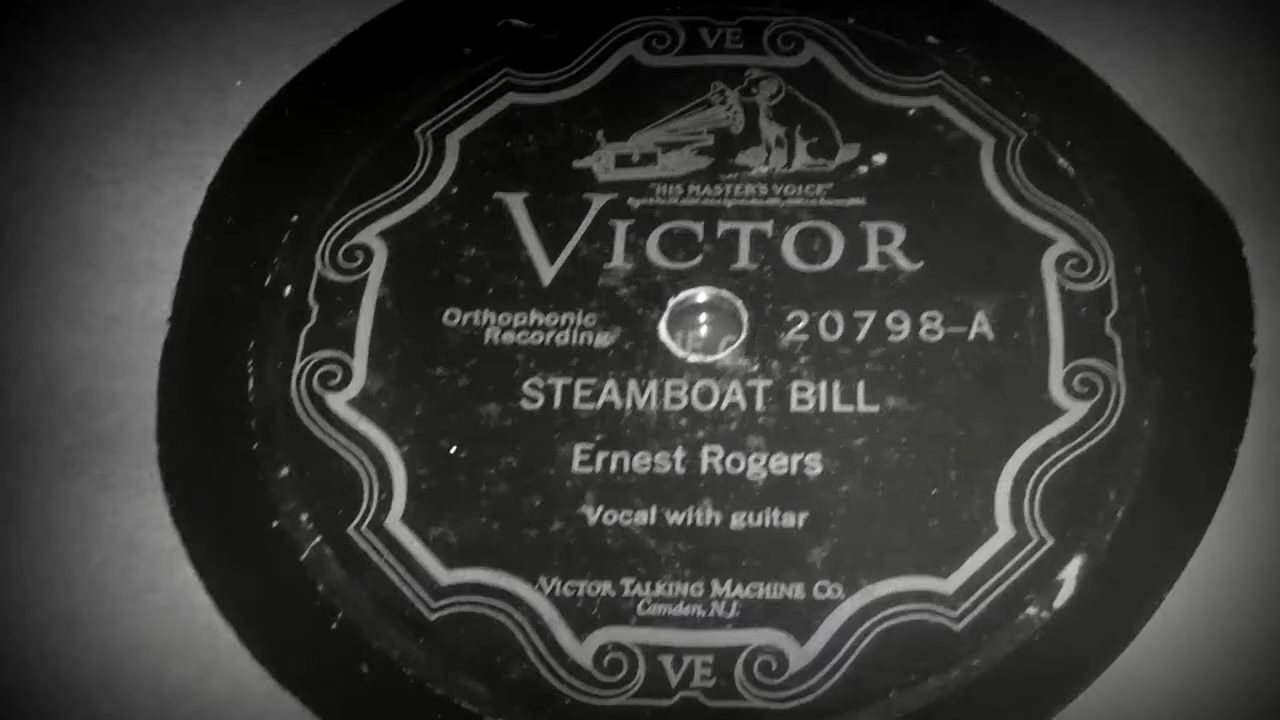 VE
"HIS MASTER'S VOICE"
VICTOR
Orthophonic
Recording
20798-A
STEAMBOAT BILL
Ernest Rogers
Vocal with guitar
VICTOR TALKING MACHINE CO.
Camden, N.J.
VE